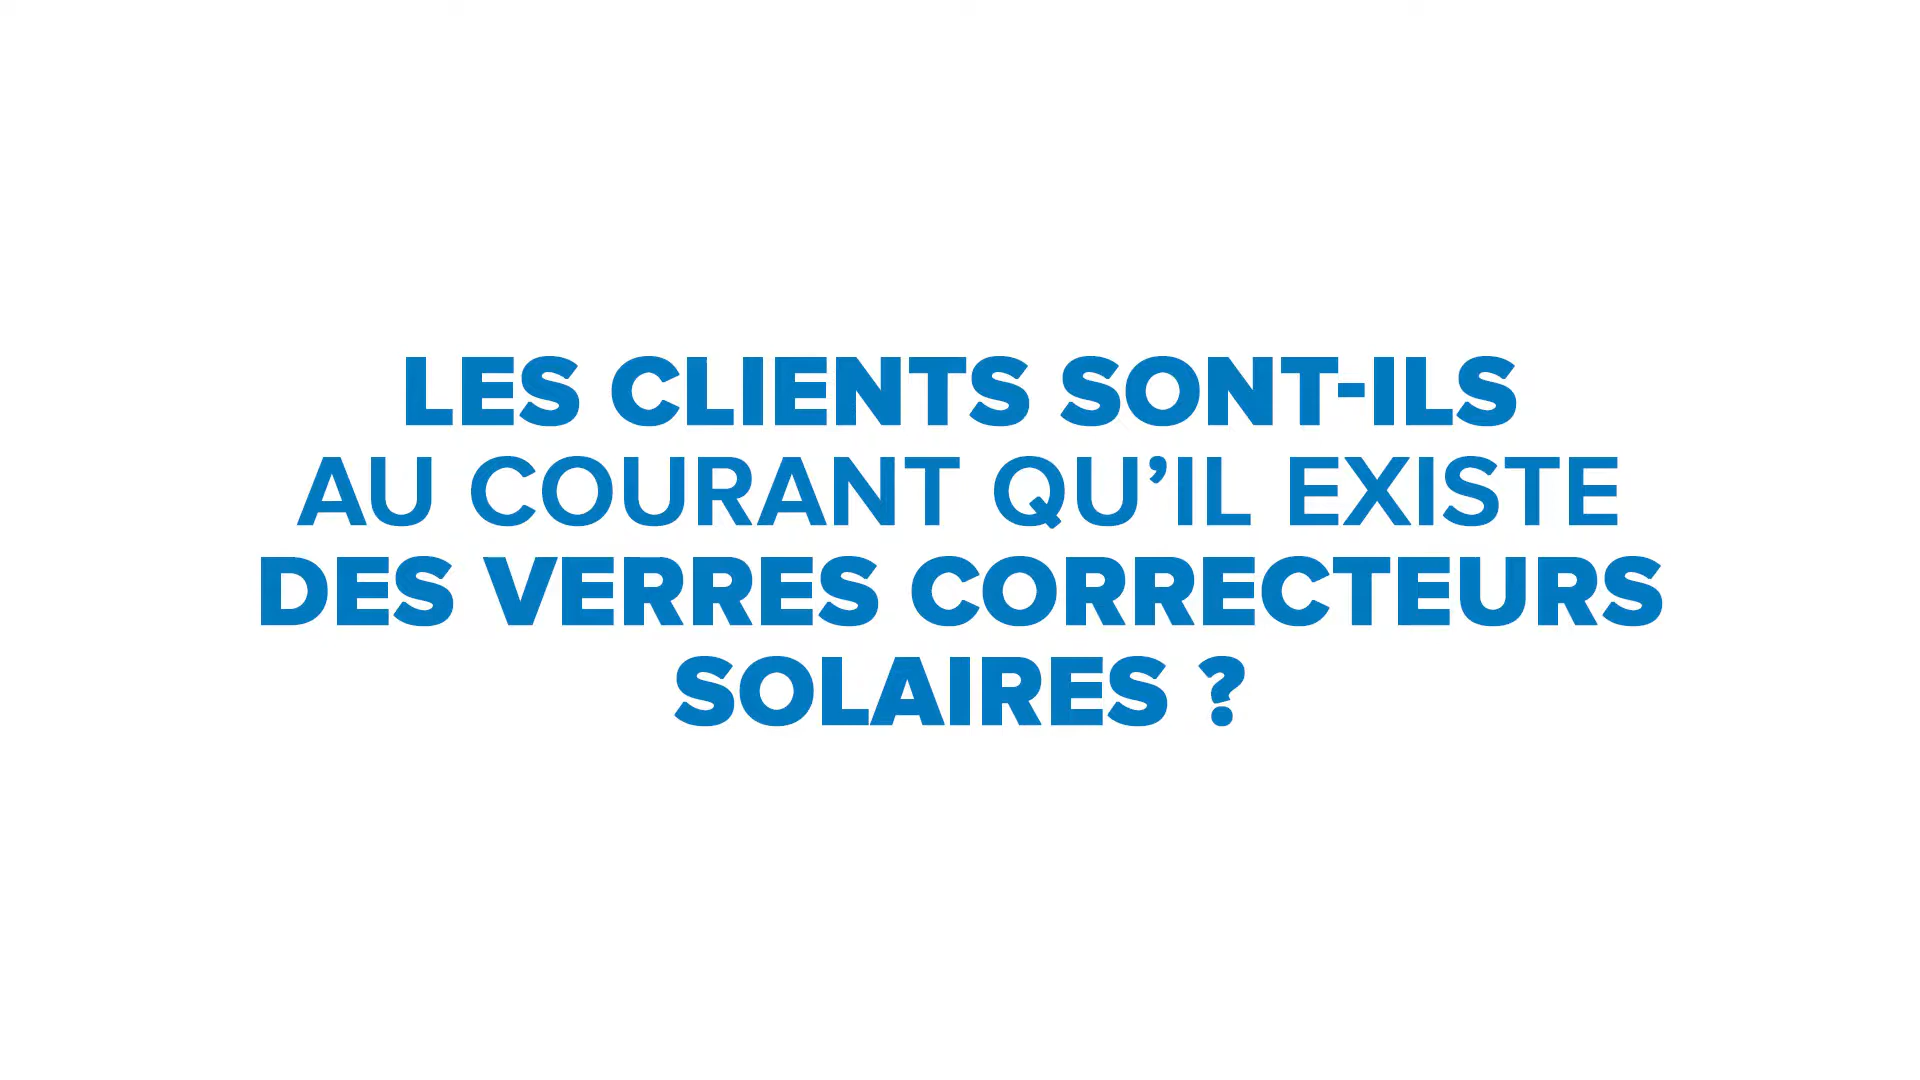 LES CLIENTS SONT-ILS
AU COURANT QU’IL EXISTE
DES VERRES CORRECTEURS
SOLAIRES ?